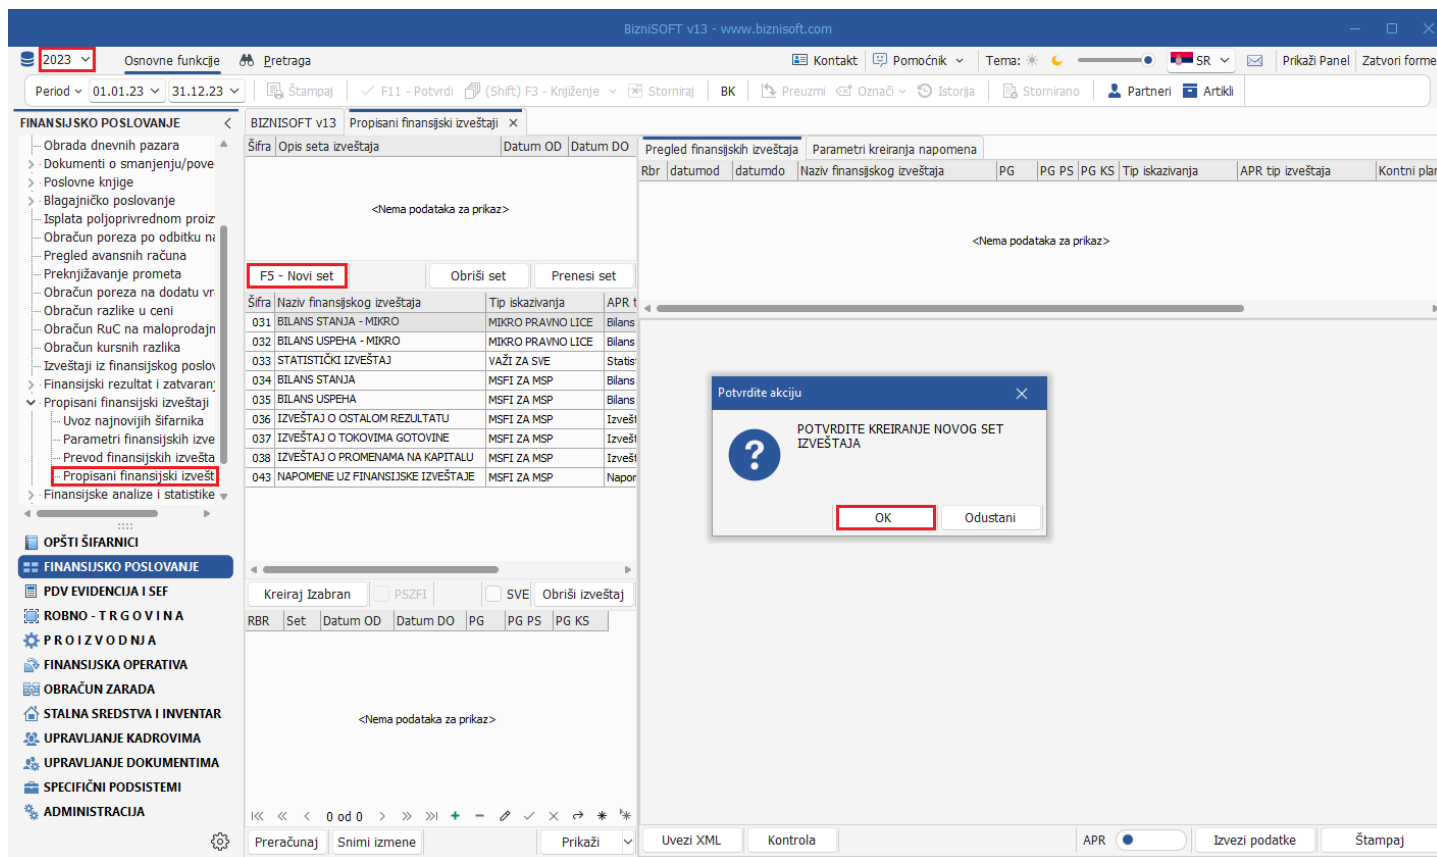 BizniSOFT v13 - www.biznisoft.com
2023 Osnovne funkcije Pretraga Kontakt Pomoćnik Tema: SR Prikaži Panel Zatvori forme
Period 01.01.23 31.12.23 Štampaj F11 - Potvrdi (Shift) F3 - Knjiženje Storniraj BK Preuzmi Označi Istorija Stornirano Partneri Artikli
FINANSIJSKO POSLOVANJE
Obrada dnevnih pazara
Dokumenti o smanjenju/pove
Poslovne knjige
Blagajničko poslovanje
Isplata poljoprivrednom proiz
Obračun poreza po odbitku na
Pregled avansnih računa
Preknjižavanje prometa
Obračun poreza na dodatu vr
Obračun razlike u ceni
Obračun RuC na maloprodajn
Obračun kursnih razlika
Izveštaji iz finansijskog poslov
Finansijski rezultat i zatvaranj
Propisani finansijski izveštaji
Uvoz najnovijih šifarnika
Parametri finansijskih izve
Prevod finansijskih izvešta
Propisani finansijski izvešt
Finansijske analize i statistike
OPŠTI ŠIFARNICI
FINANSIJSKO POSLOVANJE
PDV EVIDENCIJA I SEF
ROBNO - T R G O V I N A
P R O I Z V O D NJ A
FINANSIJSKA OPERATIVA
OBRAČUN ZARADA
STALNA SREDSTVA I INVENTAR
UPRAVLJANJE KADROVIMA
UPRAVLJANJE DOKUMENTIMA
SPECIFIČNI PODSISTEMI
ADMINISTRACIJA
BIZNISOFT v13 Propisani finansijski izveštaji
Šifra Opis seta izveštaja Datum OD Datum DO
<Nema podataka za prikaz>
F5 - Novi set Obriši set Prenesi set
Šifra Naziv finansijskog izveštaja Tip iskazivanja APR t
031 BILANS STANJA - MIKRO MIKRO PRAVNO LICE Bilans
032 BILANS USPEHA - MIKRO MIKRO PRAVNO LICE Bilans
033 STATISTIČKI IZVEŠTAJ VAŽI ZA SVE Statis
034 BILANS STANJA MSFI ZA MSP Bilans
035 BILANS USPEHA MSFI ZA MSP Bilans
036 IZVEŠTAJ O OSTALOM REZULTATU MSFI ZA MSP Izvešt
037 IZVEŠTAJ O TOKOVIMA GOTOVINE MSFI ZA MSP Izvešt
038 IZVEŠTAJ O PROMENAMA NA KAPITALU MSFI ZA MSP Izvešt
043 NAPOMENE UZ FINANSIJSKE IZVEŠTAJE MSFI ZA MSP Napor
Kreiraj Izabran PSZFI SVE Obriši izveštaj
RBR Set Datum OD Datum DO PG PG PS PG KS
<Nema podataka za prikaz>
0 od 0
Preračunaj Snimi izmene Prikaži
Pregled finansijskih izveštaja Parametri kreiranja napomena
Rbr datumod datumdo Naziv finansijskog izveštaja PG PG PS PG KS Tip iskazivanja APR tip izveštaja Kontni plan
<Nema podataka za prikaz>
Potvrdite akciju
POTVRDITE KREIRANJE NOVOG SET
IZVEŠTAJA
OK Odustani
Uvezi XML Kontrola APR Izvezi podatke Štampaj